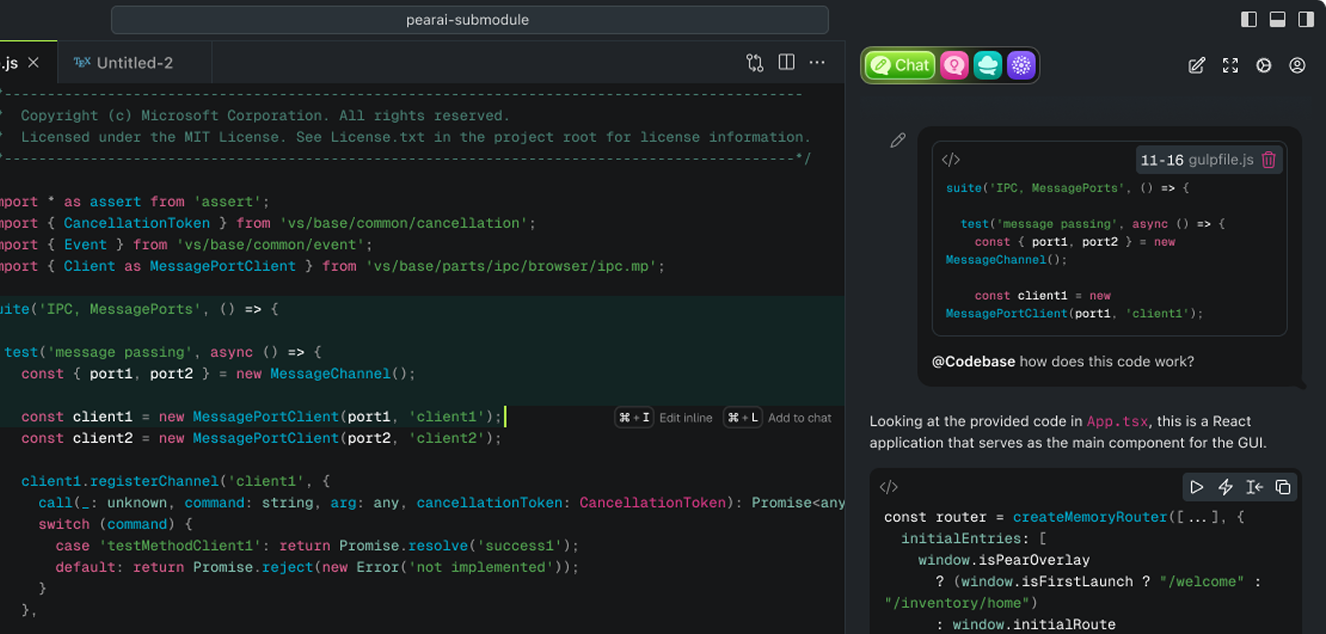 pearai-submodule
.js × TEX Untitled-2
*--------------------------------------------------------------------------------------------
* Copyright (c) Microsoft Corporation. All rights reserved.
* Licensed under the MIT License. See License.txt in the project root for license information.
*--------------------------------------------------------------------------------------------*/
mport * as assert from 'assert';
mport { CancellationToken } from 'vs/base/common/cancellation';
mport { Event } from 'vs/base/common/event';
mport { Client as MessagePortClient } from 'vs/base/parts/ipc/browser/ipc.mp';
uite('IPC, MessagePorts', () => {
test('message passing', async () => {
const { port1, port2 } = new MessageChannel();
const client1 = new MessagePortClient(port1, 'client1');
⌘+I Edit inline ⌘+L Add to chat
const client2 = new MessagePortClient(port2, 'client2');
client1.registerChannel('client1', {
call(_: unknown, command: string, arg: any, cancellationToken: CancellationToken): Promise<any
switch (command) {
case 'testMethodClient1': return Promise.resolve('success1');
default: return Promise.reject(new Error('not implemented'));
}
},
Chat
</> 11-16 gulpfile.js
suite('IPC, MessagePorts', () => {
test('message passing', async () => {
const { port1, port2 } = new
MessageChannel();
const client1 = new
MessagePortClient(port1, 'client1');
@Codebase how does this code work?
Looking at the provided code in App.tsx, this is a React
application that serves as the main component for the GUI.
</>
const router = createMemoryRouter([...], {
initialEntries: [
window.isPearOverlay
? (window.isFirstLaunch ? "/welcome" :
"/inventory/home")
: window.initialRoute